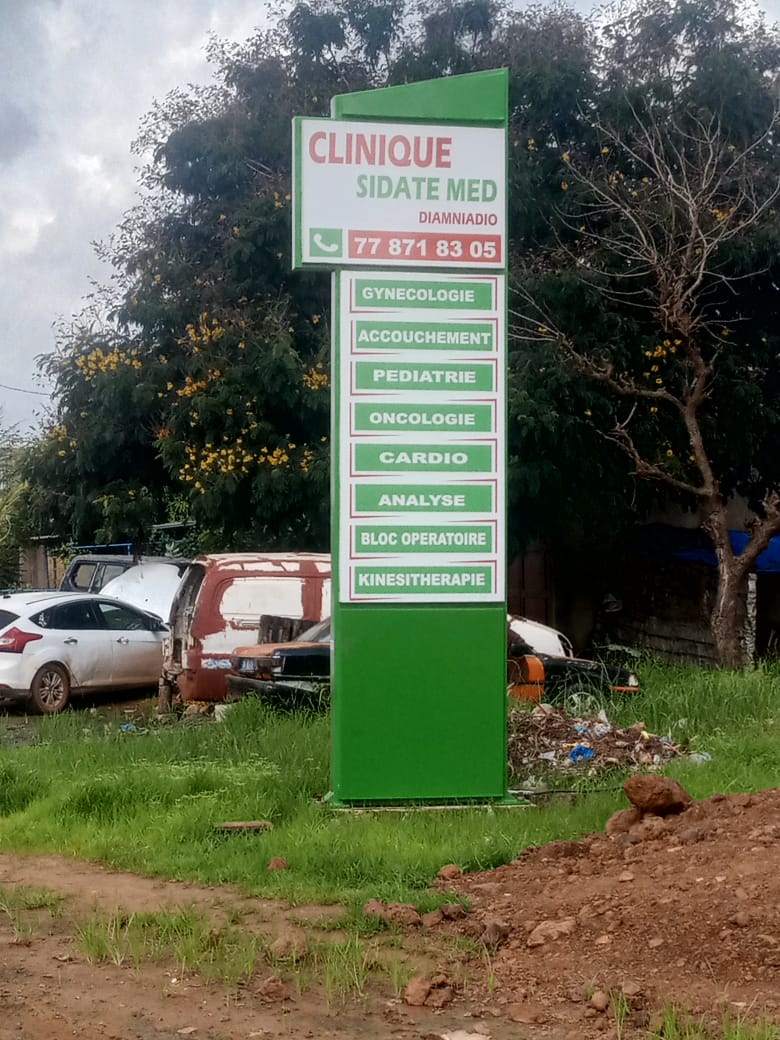 CLINIQUE
SIDATE MED
DIAMNIADIO
77 871 83 05
GYNECOLOGIE
ACCOUCHEMENT
PEDIATRIE
ONCOLOGIE
CARDIO
ANALYSE
BLOC OPERATOIRE
KINESITHERAPIE